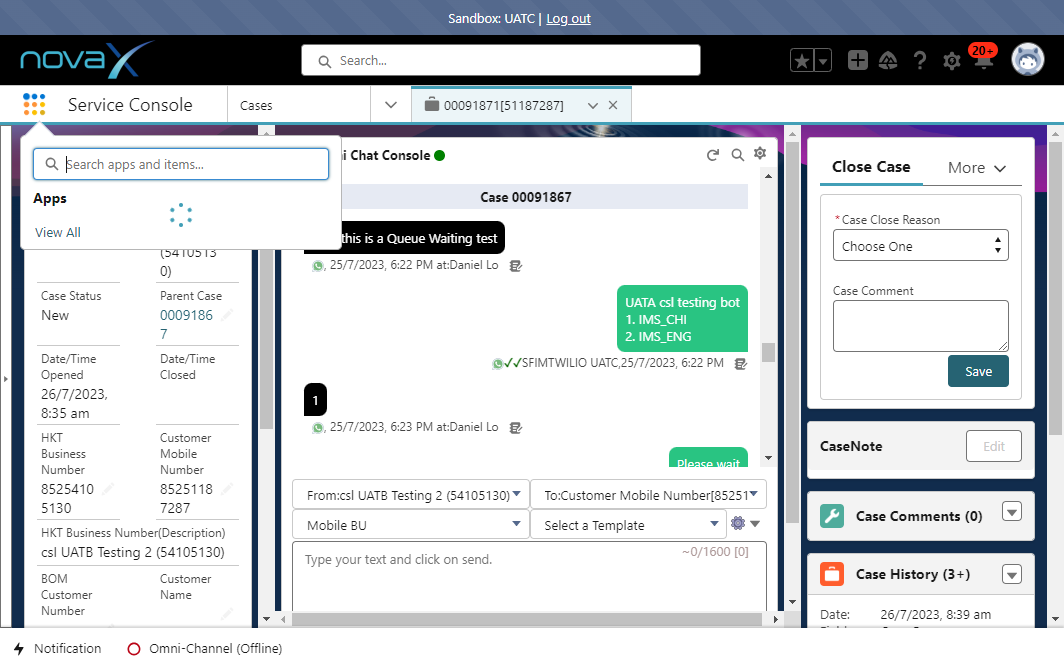 Sandbox: UATC | Log out
novaX
Search...
20+
Service Console
Cases
00091871[51187287]
Search apps and items...
Apps
View All
(5410513
0)
Case Status
New
Parent Case
0009186
7
Date/Time
Opened
26/7/2023,
8:35 am
Date/Time
Closed
HKT
Business
Number
8525410
5130
Customer
Mobile
Number
8525118
7287
HKT Business Number(Description)
csl UATB Testing 2 (54105130)
BOM
Customer
Number
Customer
Name
Chat Console
Case 00091867
this is a Queue Waiting test
, 25/7/2023, 6:22 PM at:Daniel Lo
UATA csl testing bot
1. IMS_CHI
2. IMS_ENG
SFIMTWILIO UATC,25/7/2023, 6:22 PM
1
, 25/7/2023, 6:23 PM at:Daniel Lo
Please wait
From:csl UATB Testing 2 (54105130)
To:Customer Mobile Number[85251
Mobile BU
Select a Template
Type your text and click on send.
~0/1600 [0]
Close Case
More
*Case Close Reason
Choose One
Case Comment
Save
CaseNote
Edit
Case Comments (0)
Case History (3+)
Date:
26/7/2023, 8:39 am
Notification
Omni-Channel (Offline)